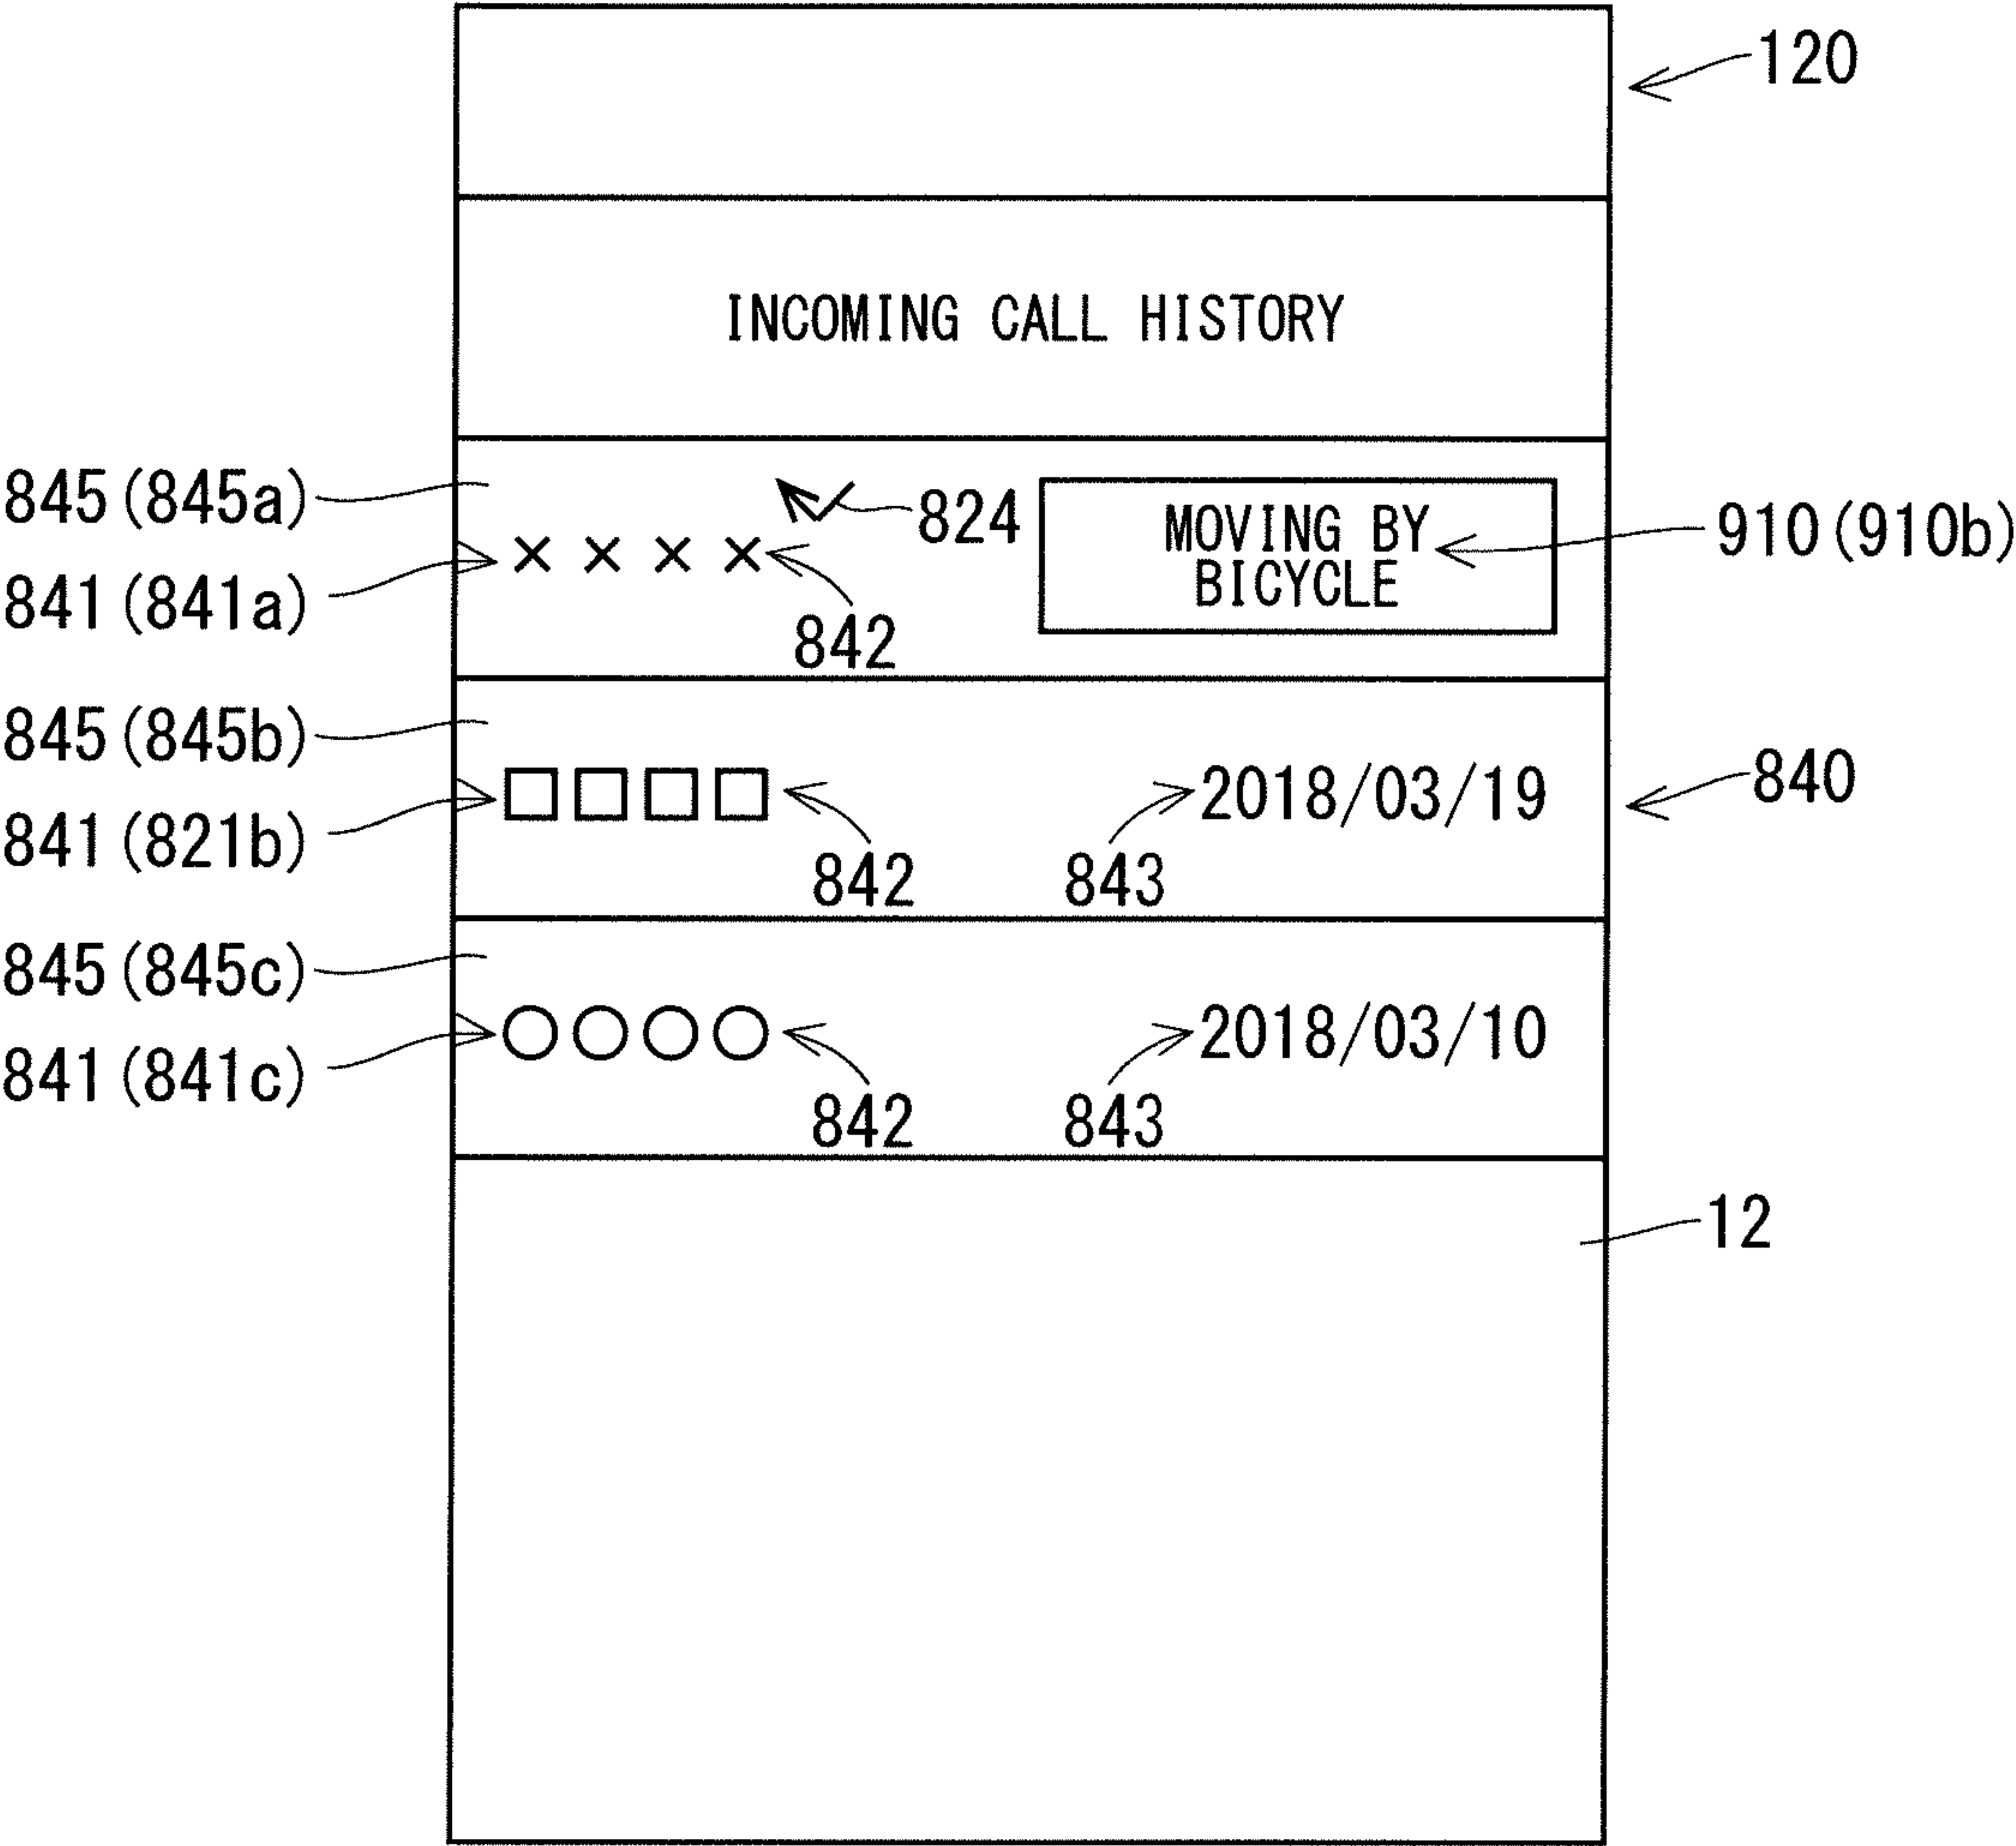 120
INCOMING CALL HISTORY
845 (845a)
824
MOVING BY
BICYCLE
910 (910b)
841 (841a)
× × × ×
842
845 (845b)
□□□□
2018/03/19
840
841 (821b)
842
843
845 (845c)
○○○○
2018/03/10
841 (841c)
842
843
12